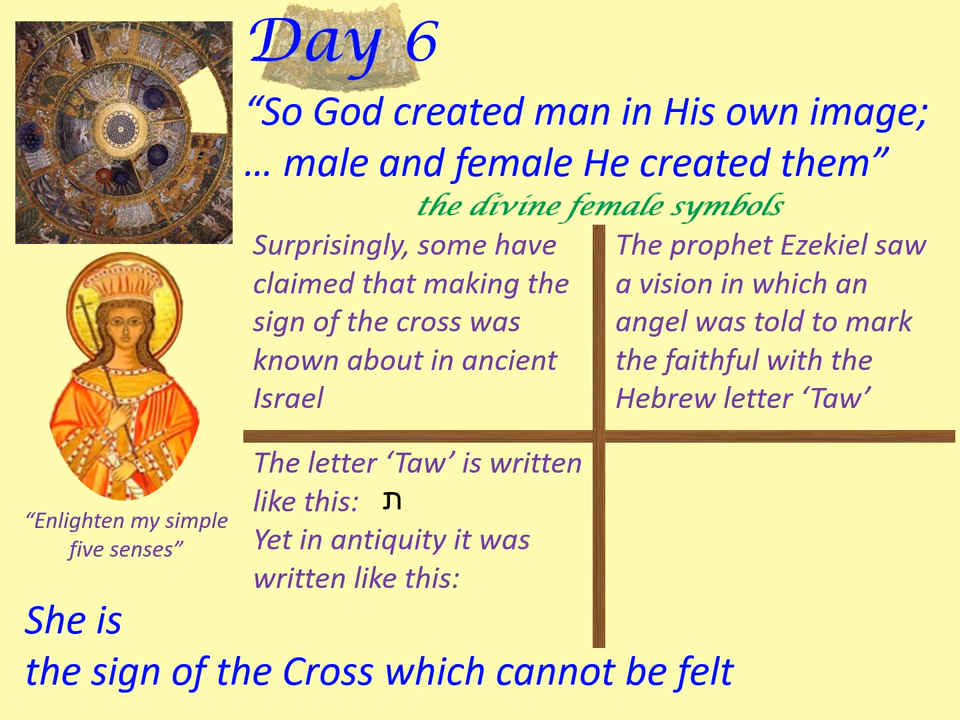 Day 6
“So God created man in His own image;
... male and female He created them”
the divine female symbols
Surprisingly, some have
claimed that making the
sign of the cross was
known about in ancient
Israel
The prophet Ezekiel saw
a vision in which an
angel was told to mark
the faithful with the
Hebrew letter ‘Taw’
The letter ‘Taw’ is written
like this: ת
Yet in antiquity it was
written like this:
“Enlighten my simple
five senses”
She is
the sign of the Cross which cannot be felt